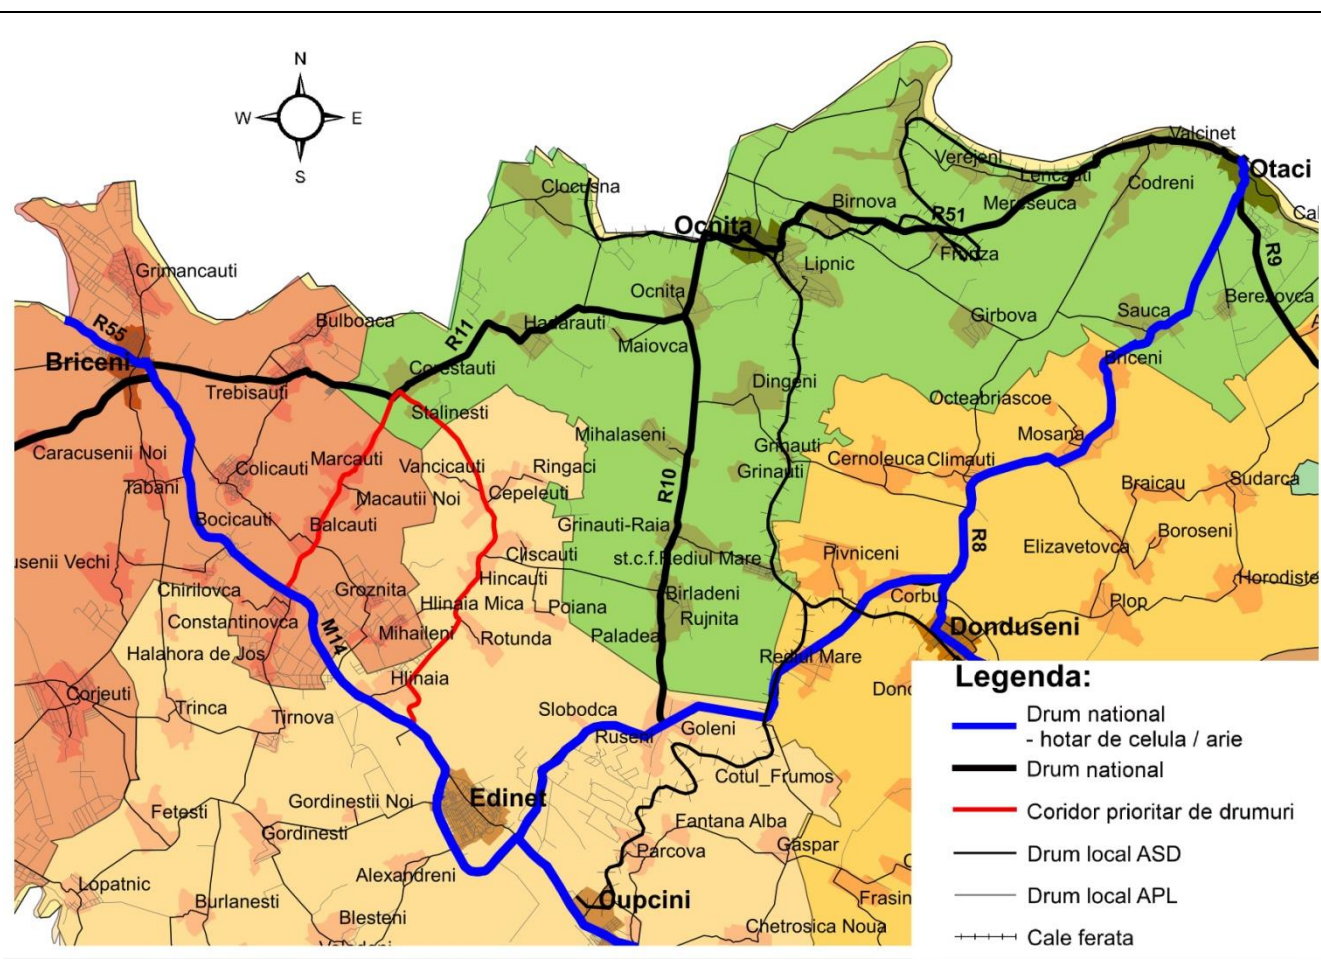 N
W E
S
Clocusna
Verejeni
Valcinet
Lencauti
Otaci
Codreni
Birnova
Mereseuca
R51
Ocnita
Frunza
R9
Lipnic
Grimancauti
Ocnita
Berezovca
Sauca
Girbova
R55
Bulboaca
R11
Hadarauti
Maiovca
Briceni
Briceni
Corestauti
Trebisauti
Dingeni
Octeabriascoe
Stalinesti
Mihalaseni
Mosana
Grinauti
Caracusenii Noi
Marcauti
Vancicauti
Ringaci
Cernoleuca
Climauti
Colicauti
Grinauti
Sudarca
Tabani
Macautii Noi
Cepeleuti
R10
Braicau
Bocicauti
Balcauti
Grinauti-Raia
Boroseni
R8
Elizavetovca
usenii Vechi
Cliscauti
st.c.f.Rediul Mare
Pivniceni
Hincauti
Horodiste
Chirilovca
Groznita
Hlinaia Mica
Poiana
Birladeni
Corbu
Plop
Constantinovca
M14
Mihaileni
Rotunda
Paladea
Rujnita
Donduseni
Halahora de Jos
Rediul Mare
Corjeuti
Hlinaia
Trinca
Tirnova
Slobodca
Ruseni
Goleni
Cotul_Frumos
Edinet
Gordinestii Noi
Fetesti
Gordinesti
Fantana Alba
Parcova
Gaspar
Alexandreni
Lopatnic
Burlanesti
Cupcini
Blesteni
Chetrosica Noua
Frasin
Legenda:
Drum national
- hotar de celula / arie
Drum national
Coridor prioritar de drumuri
Drum local ASD
Drum local APL
Cale ferata